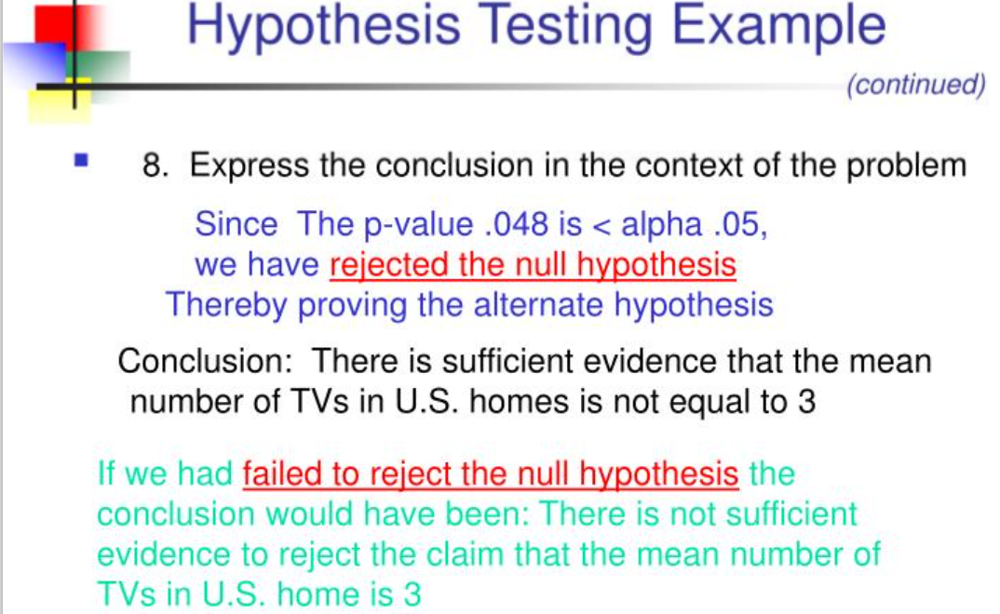 Hypothesis Testing Example
(continued)
8. Express the conclusion in the context of the problem
Since The p-value .048 is < alpha .05,
we have rejected the null hypothesis
Thereby proving the alternate hypothesis
Conclusion: There is sufficient evidence that the mean
number of TVs in U.S. homes is not equal to 3
If we had failed to reject the null hypothesis the
conclusion would have been: There is not sufficient
evidence to reject the claim that the mean number of
TVs in U.S. home is 3